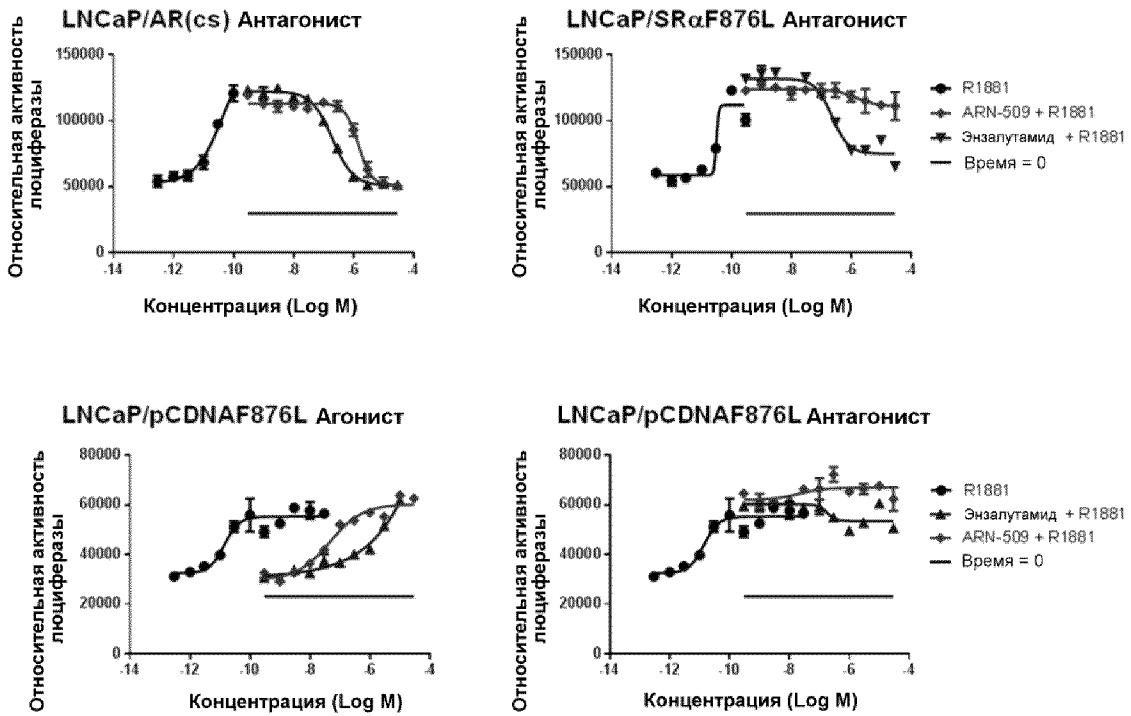 LNCaP/AR(cs) Антагонист
Относительная активность
люциферазы
150000
100000
50000
0
-14
-12
-10
-8
-6
-4
Концентрация (Log M)
LNCaP/SRαF876L Антагонист
Относительная активность
люциферазы
150000
100000
50000
0
-14
-12
-10
-8
-6
-4
Концентрация (Log M)
R1881
ARN-509 + R1881
Энзалутамид + R1881
Время = 0
LNCaP/pCDNAF876L Агонист
Относительная активность
люциферазы
80000
60000
40000
20000
0
-14
-12
-10
-8
-6
-4
Концентрация (Log M)
LNCaP/pCDNAF876L Антагонист
Относительная активность
люциферазы
80000
60000
40000
20000
0
-14
-12
-10
-8
-6
-4
Концентрация (Log M)
R1881
Энзалутамид + R1881
ARN-509 + R1881
Время = 0